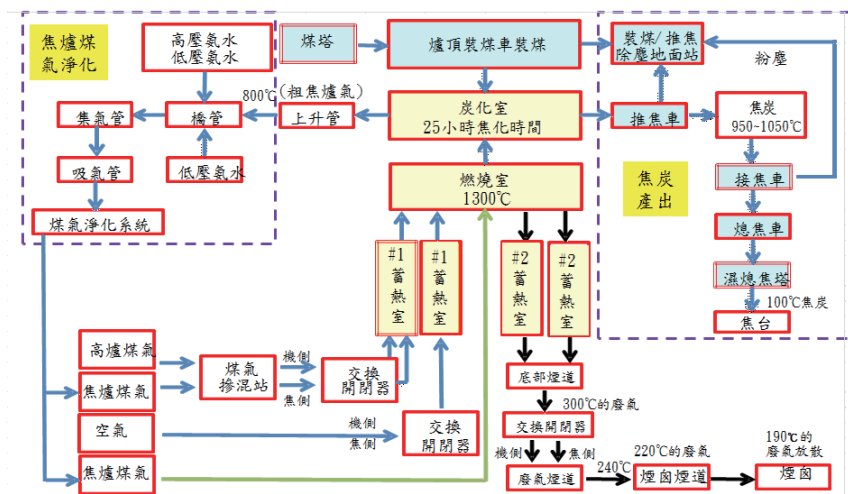 焦爐煤
氣淨化
高壓氨水
低壓氨水
煤塔
爐頂裝煤車裝煤
裝煤/推焦
除塵地面站
粉塵
800℃
(粗焦爐氣)
集氣管
橋管
上升管
炭化室
25小時焦化時間
推焦車
焦炭
950~1050℃
吸氣管
低壓氨水
燃燒室
1300℃
焦炭
產出
接焦車
煤氣淨化系統
熄焦車
#1
蓄
熱
室
#1
蓄
熱
室
#2
蓄
熱
室
#2
蓄
熱
室
濕熄焦塔
100℃焦炭
焦台
高爐煤氣
焦爐煤氣
煤氣
摻混站
機側
焦側
交換
開閉器
底部煙道
300℃的廢氣
空氣
機側
焦側
交換
開閉器
交換開閉器
機側
焦側
焦爐煤氣
廢氣煙道
240℃
220℃的廢氣
煙囪煙道
190℃的
廢氣放散
煙囪